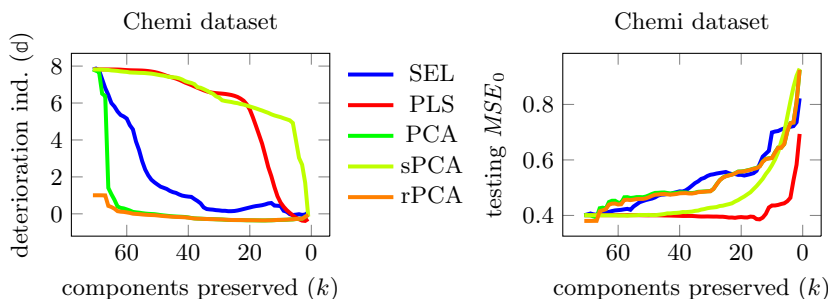 Chemi dataset
deterioration ind. (𝕕)
8
6
4
2
0
60
40
20
0
components preserved (k)
SEL
PLS
PCA
sPCA
rPCA
Chemi dataset
testing MSE₀
0.8
0.6
0.4
60
40
20
0
components preserved (k)